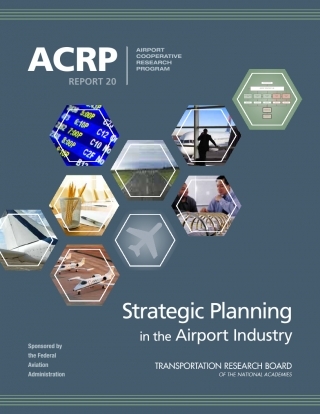 ACRP
REPORT 20
AIRPORT
COOPERATIVE
RESEARCH
PROGRAM
Strategic Planning
in the Airport Industry
Sponsored by
the Federal
Aviation
Administration
TRANSPORTATION RESEARCH BOARD
OF THE NATIONAL ACADEMIES